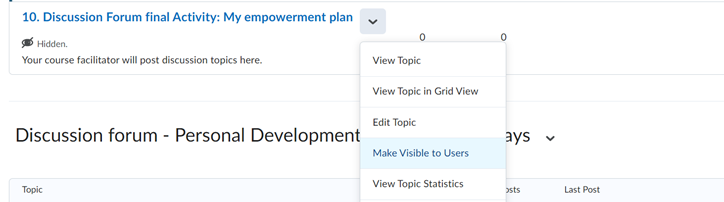 10. Discussion Forum final Activity: My empowerment plan
0 0
Hidden.
Your course facilitator will post discussion topics here.
View Topic
View Topic in Grid View
Edit Topic
Discussion forum - Personal Development
Make Visible to Users
View Topic Statistics
Topic
Last Post